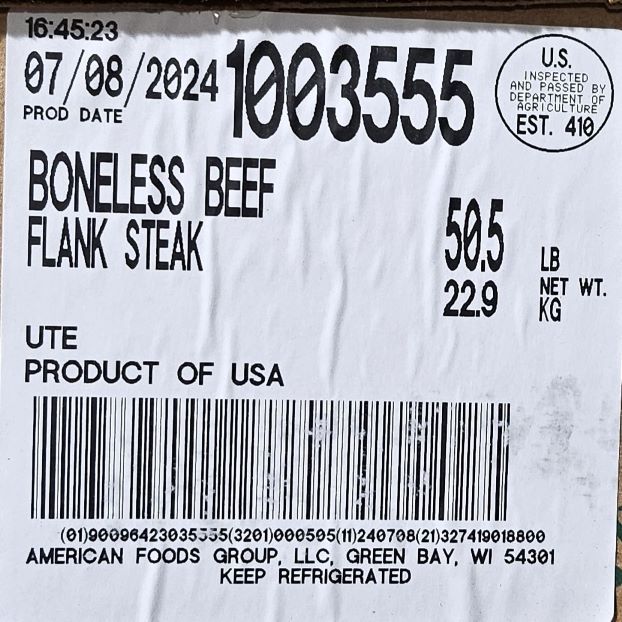 16:45:23
07/08/2024
PROD DATE
1003555
U.S.
INSPECTED
AND PASSED BY
DEPARTMENT OF
AGRICULTURE
EST. 410
BONELESS BEEF
FLANK STEAK
50.5 LB
NET WT.
22.9 KG
UTE
PRODUCT OF USA
(01)90096423035555(3201)000505(11)240708(21)327419018800
AMERICAN FOODS GROUP, LLC, GREEN BAY, WI 54301
KEEP REFRIGERATED